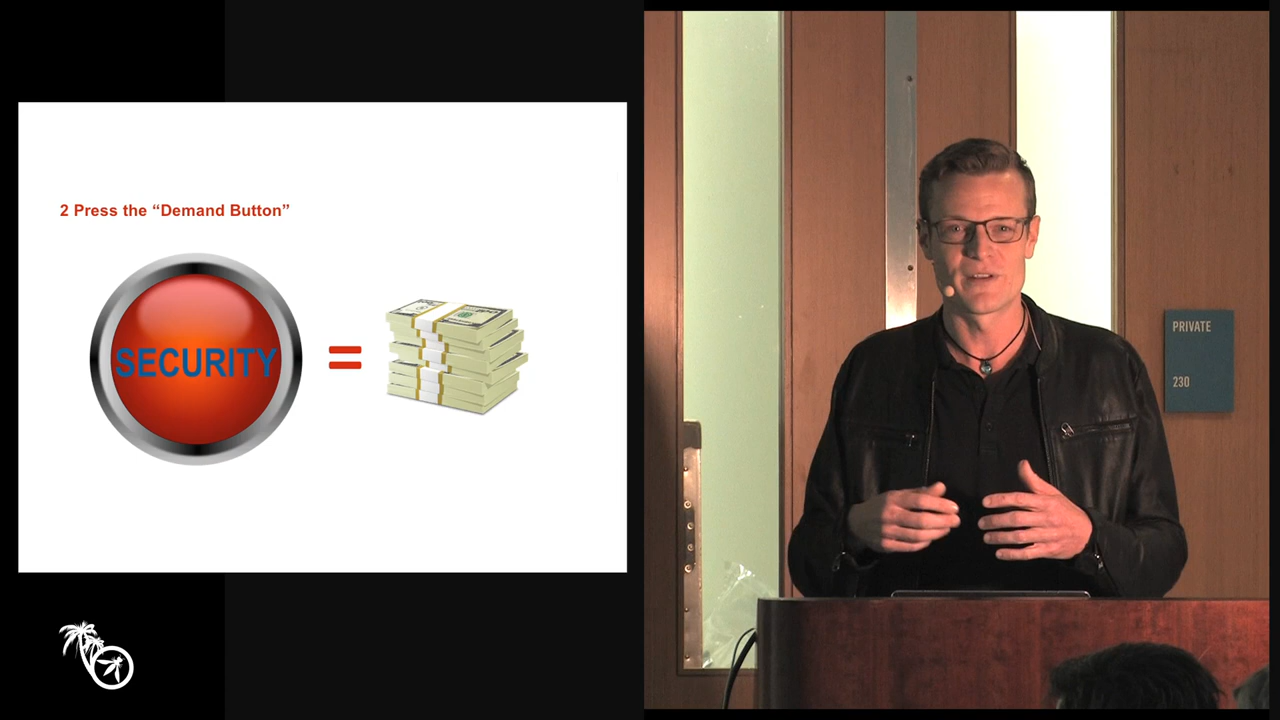 2 Press the “Demand Button”
SECURITY
=
PRIVATE
230